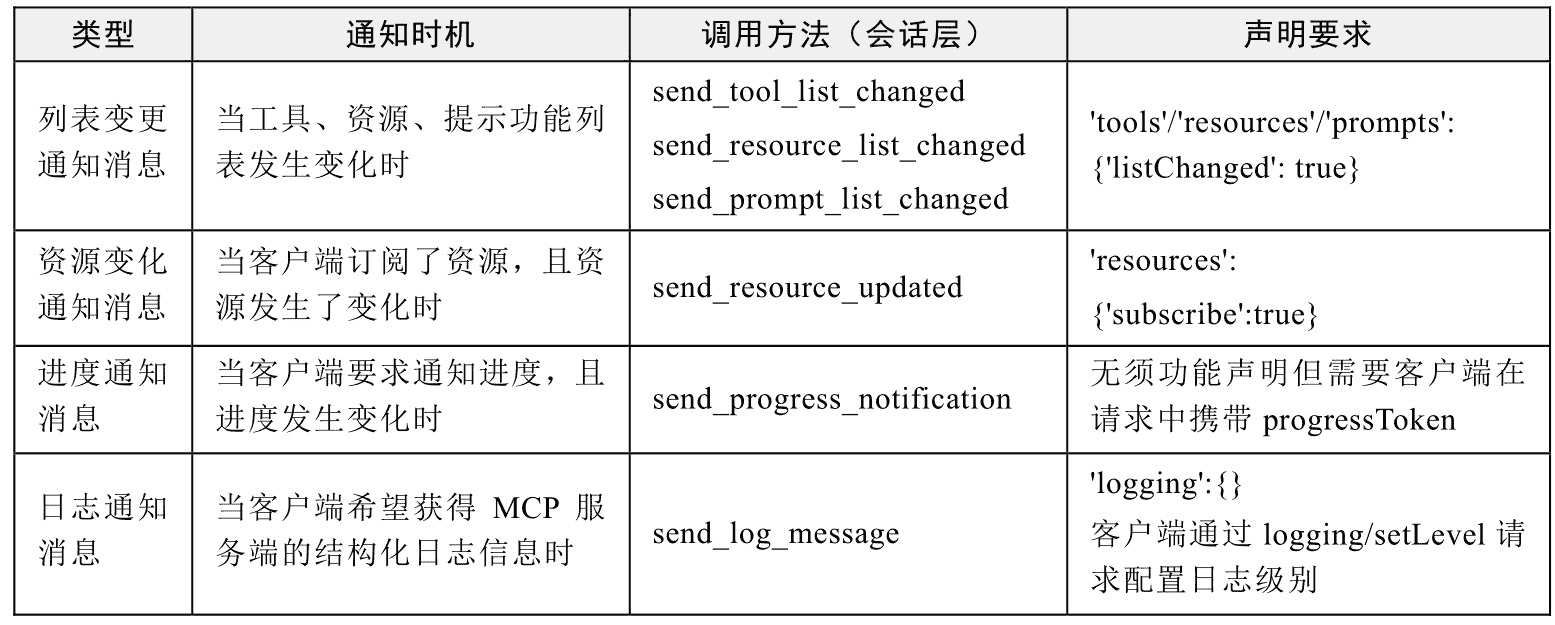 类型
通知时机
调用方法（会话层）
声明要求
列表变更
通知消息
当工具、资源、提示功能列
表发生变化时
send_tool_list_changed
send_resource_list_changed
send_prompt_list_changed
'tools'/'resources'/'prompts':
{'listChanged': true}
资源变化
通知消息
当客户端订阅了资源，且资
源发生了变化时
send_resource_updated
'resources':
{'subscribe':true}
进度通知
消息
当客户端要求通知进度，且
进度发生变化时
send_progress_notification
无须功能声明但需要客户端在
请求中携带 progressToken
日志通知
消息
当客户端希望获得 MCP 服
务端的结构化日志信息时
send_log_message
'logging':{}
客户端通过 logging/setLevel 请
求配置日志级别